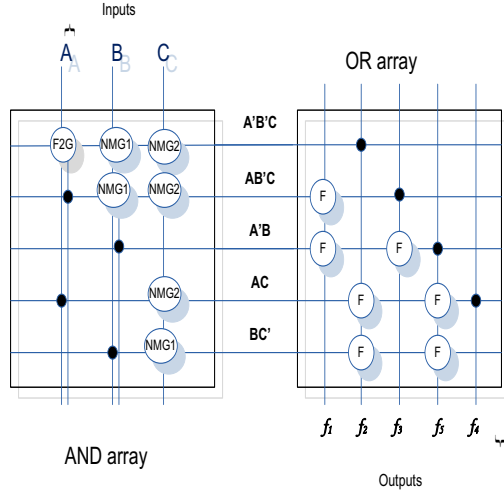 Inputs
A B C
A B C
OR array
A'B'C
F2G NMG1 NMG2
AB'C
NMG1 NMG2 F
A'B
F F
AC
NMG2 F F
BC'
NMG1 F F
f1 f2 f3 f5 f4
AND array
Outputs